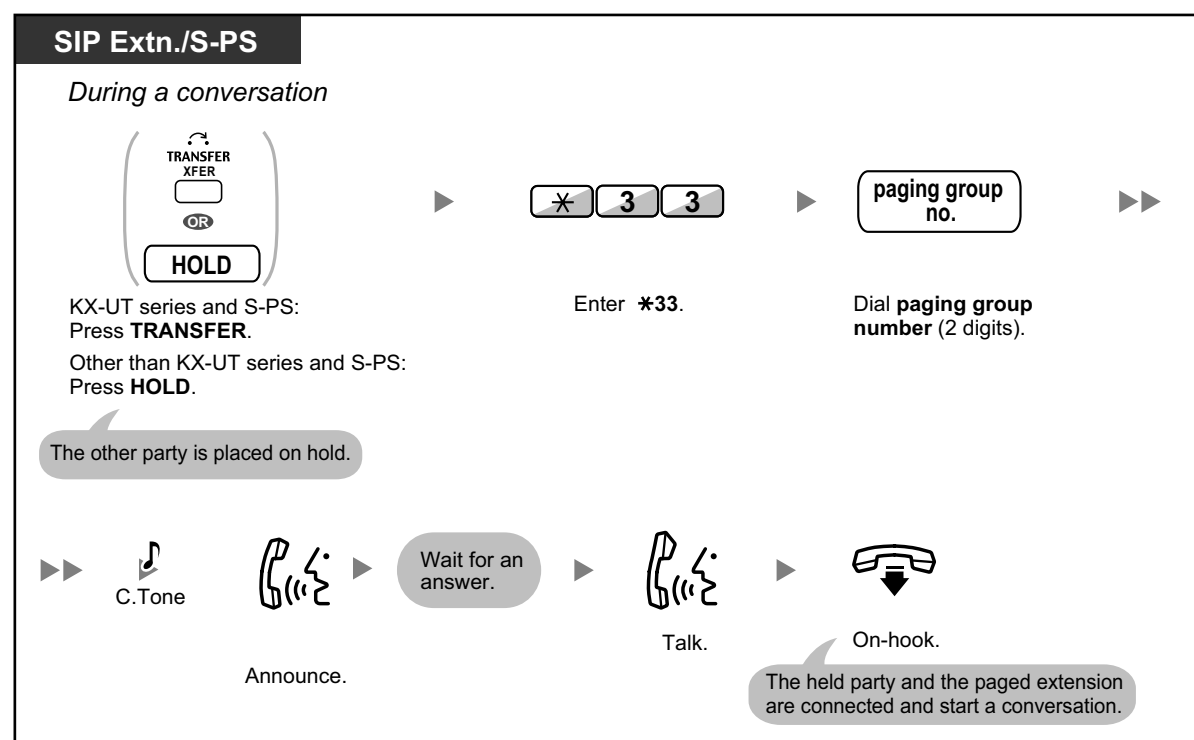 SIP Extn./S-PS
During a conversation
TRANSFER
XFER
OR
HOLD
KX-UT series and S-PS:
Press TRANSFER.
Other than KX-UT series and S-PS:
Press HOLD.
The other party is placed on hold.
✳ 3 3
Enter ✳33.
paging group
no.
Dial paging group
number (2 digits).
C.Tone
Announce.
Wait for an
answer.
Talk.
On-hook.
The held party and the paged extension
are connected and start a conversation.